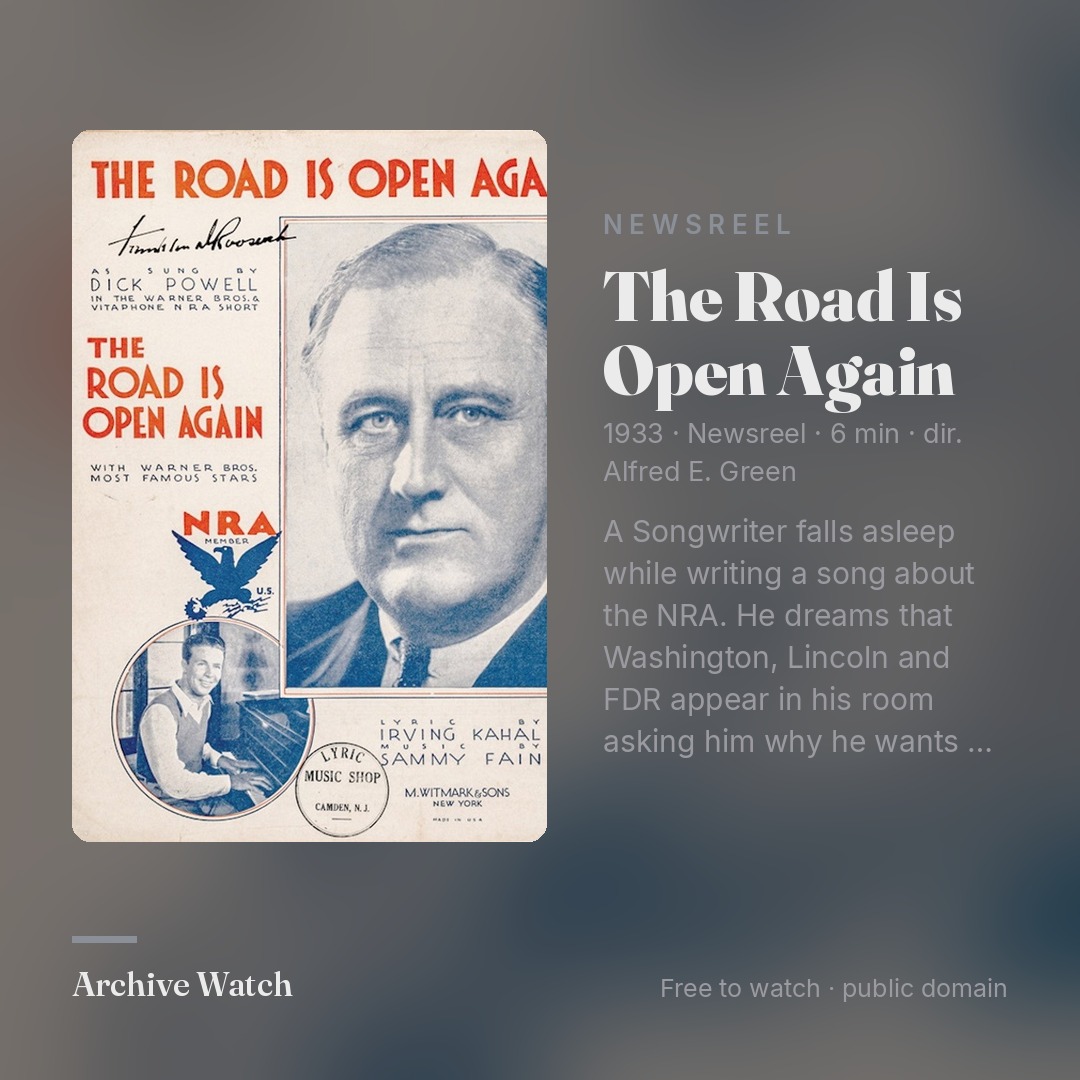 THE ROAD IS OPEN AGA
Franklin D Roosevelt
AS SUNG BY
DICK POWELL
IN THE WARNER BROS. &
VITAPHONE NRA SHORT
THE
ROAD IS
OPEN AGAIN
WITH WARNER BROS.
MOST FAMOUS STARS
NRA
MEMBER
U.S.
LYRIC BY
IRVING KAHAL
MUSIC BY
SAMMY FAIN
LYRIC
MUSIC SHOP
CAMDEN, N. J.
M. WITMARK & SONS
NEW YORK
MADE IN U.S.A
NEWSREEL
The Road Is
Open Again
1933 · Newsreel · 6 min · dir.
Alfred E. Green
A Songwriter falls asleep
while writing a song about
the NRA. He dreams that
Washington, Lincoln and
FDR appear in his room
asking him why he wants ...
Archive Watch
Free to watch · public domain